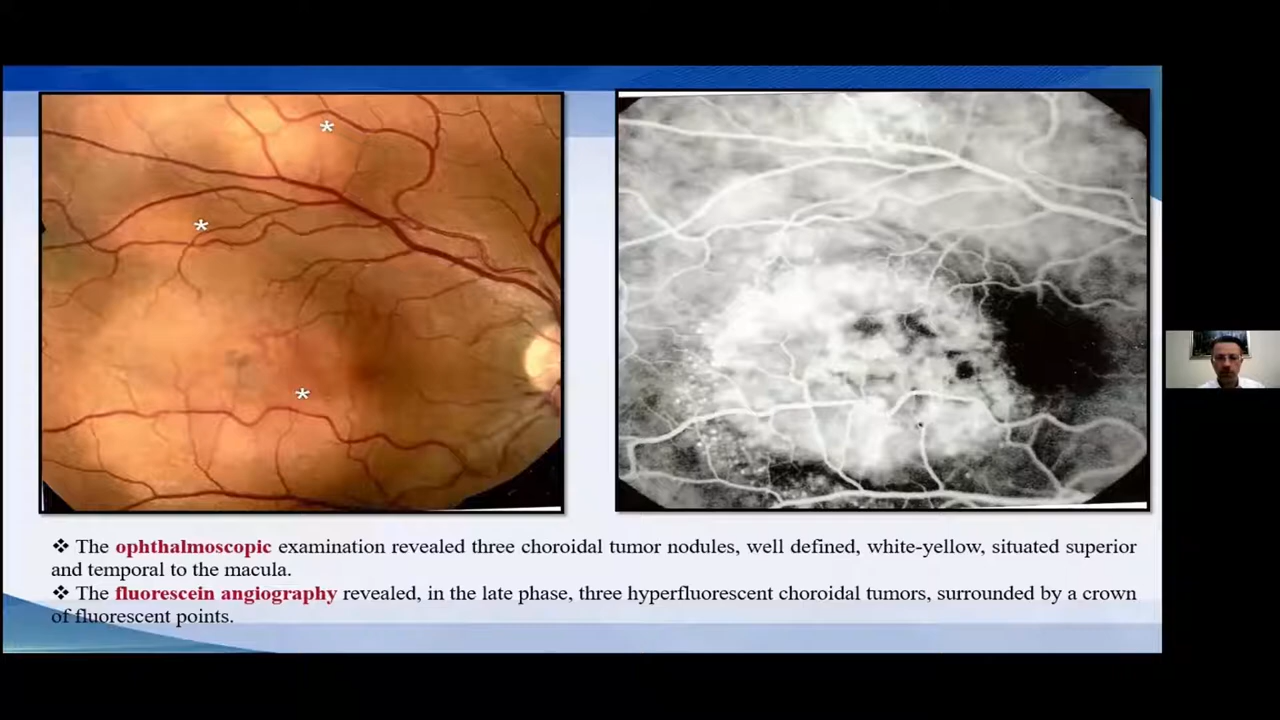 ❖ The ophthalmoscopic examination revealed three choroidal tumor nodules, well defined, white-yellow, situated superior
and temporal to the macula.
❖ The fluorescein angiography revealed, in the late phase, three hyperfluorescent choroidal tumors, surrounded by a crown
of fluorescent points.